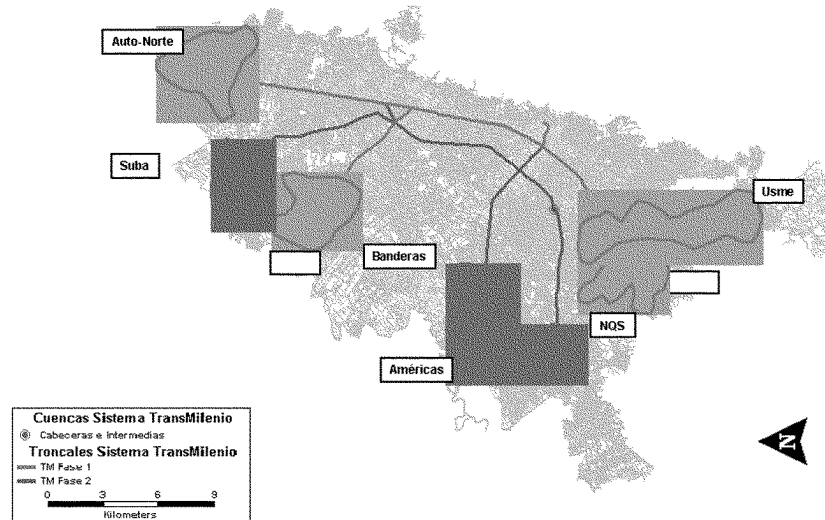 Auto-Norte
Suba
Usme
Banderas
NQS
Américas
N
Cuencas Sistema TransMilenio
Cabeceras e Intermedias
Troncales Sistema TransMilenio
TM Fase 1
TM Fase 2
0 3 6 9
Kilometers